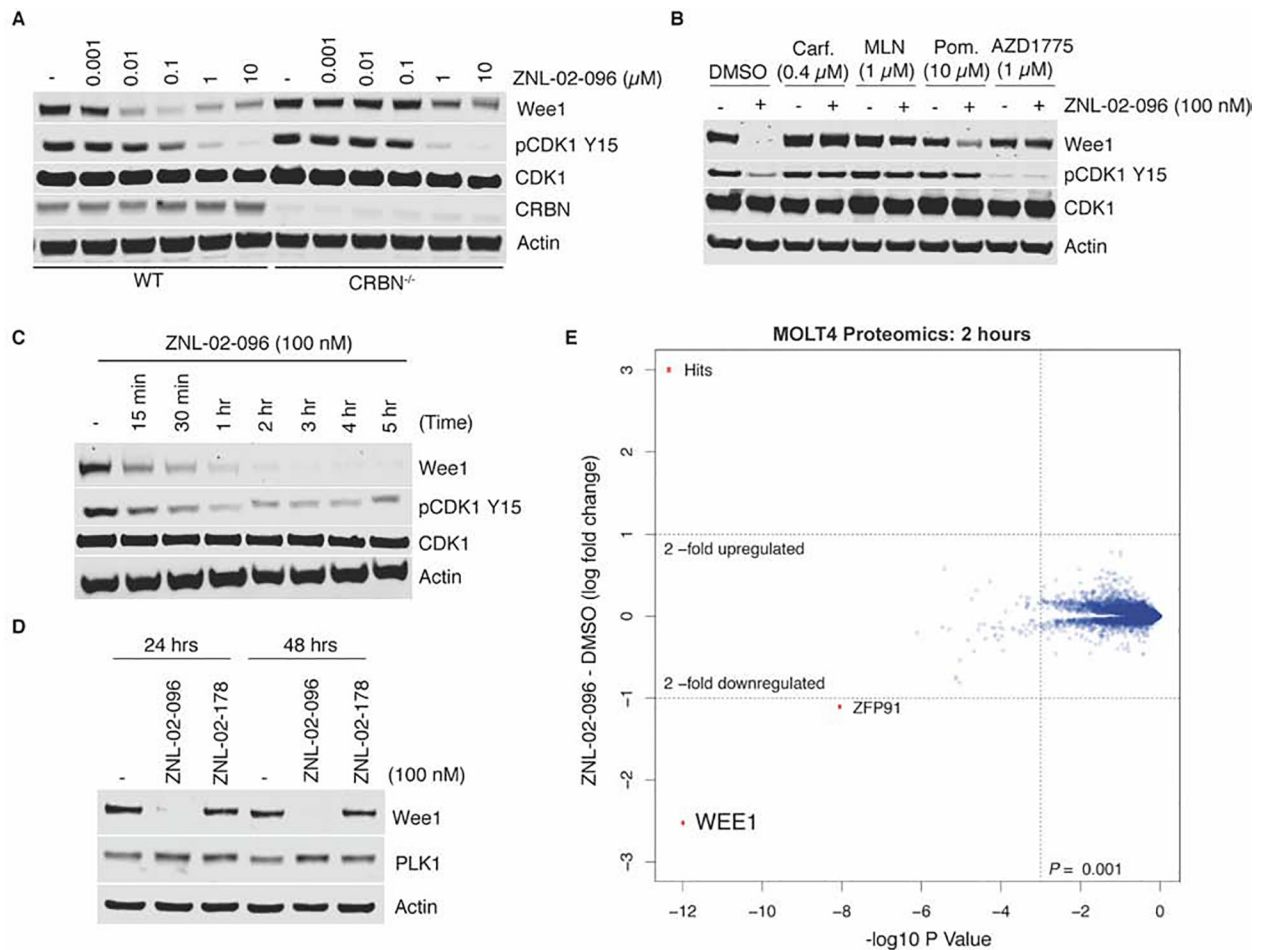 A
- 0.001 0.01 0.1 1 10 - 0.001 0.01 0.1 1 10 ZNL-02-096 (µM)
Wee1
pCDK1 Y15
CDK1
CRBN
Actin
WT CRBN-/-
B
Carf. MLN Pom. AZD1775
DMSO (0.4 µM) (1 µM) (10 µM) (1 µM)
- + - + - + - + - + ZNL-02-096 (100 nM)
Wee1
pCDK1 Y15
CDK1
Actin
C
ZNL-02-096 (100 nM)
- 15 min 30 min 1 hr 2 hr 3 hr 4 hr 5 hr (Time)
Wee1
pCDK1 Y15
CDK1
Actin
D
24 hrs 48 hrs
- ZNL-02-096 ZNL-02-178 - ZNL-02-096 ZNL-02-178 (100 nM)
Wee1
PLK1
Actin
E
MOLT4 Proteomics: 2 hours
ZNL-02-096 - DMSO (log fold change)
3
2
1
0
−1
−2
−3
Hits
2 −fold upregulated
2 −fold downregulated
ZFP91
WEE1
P = 0.001
−12 −10 −8 −6 −4 −2 0
-log10 P Value